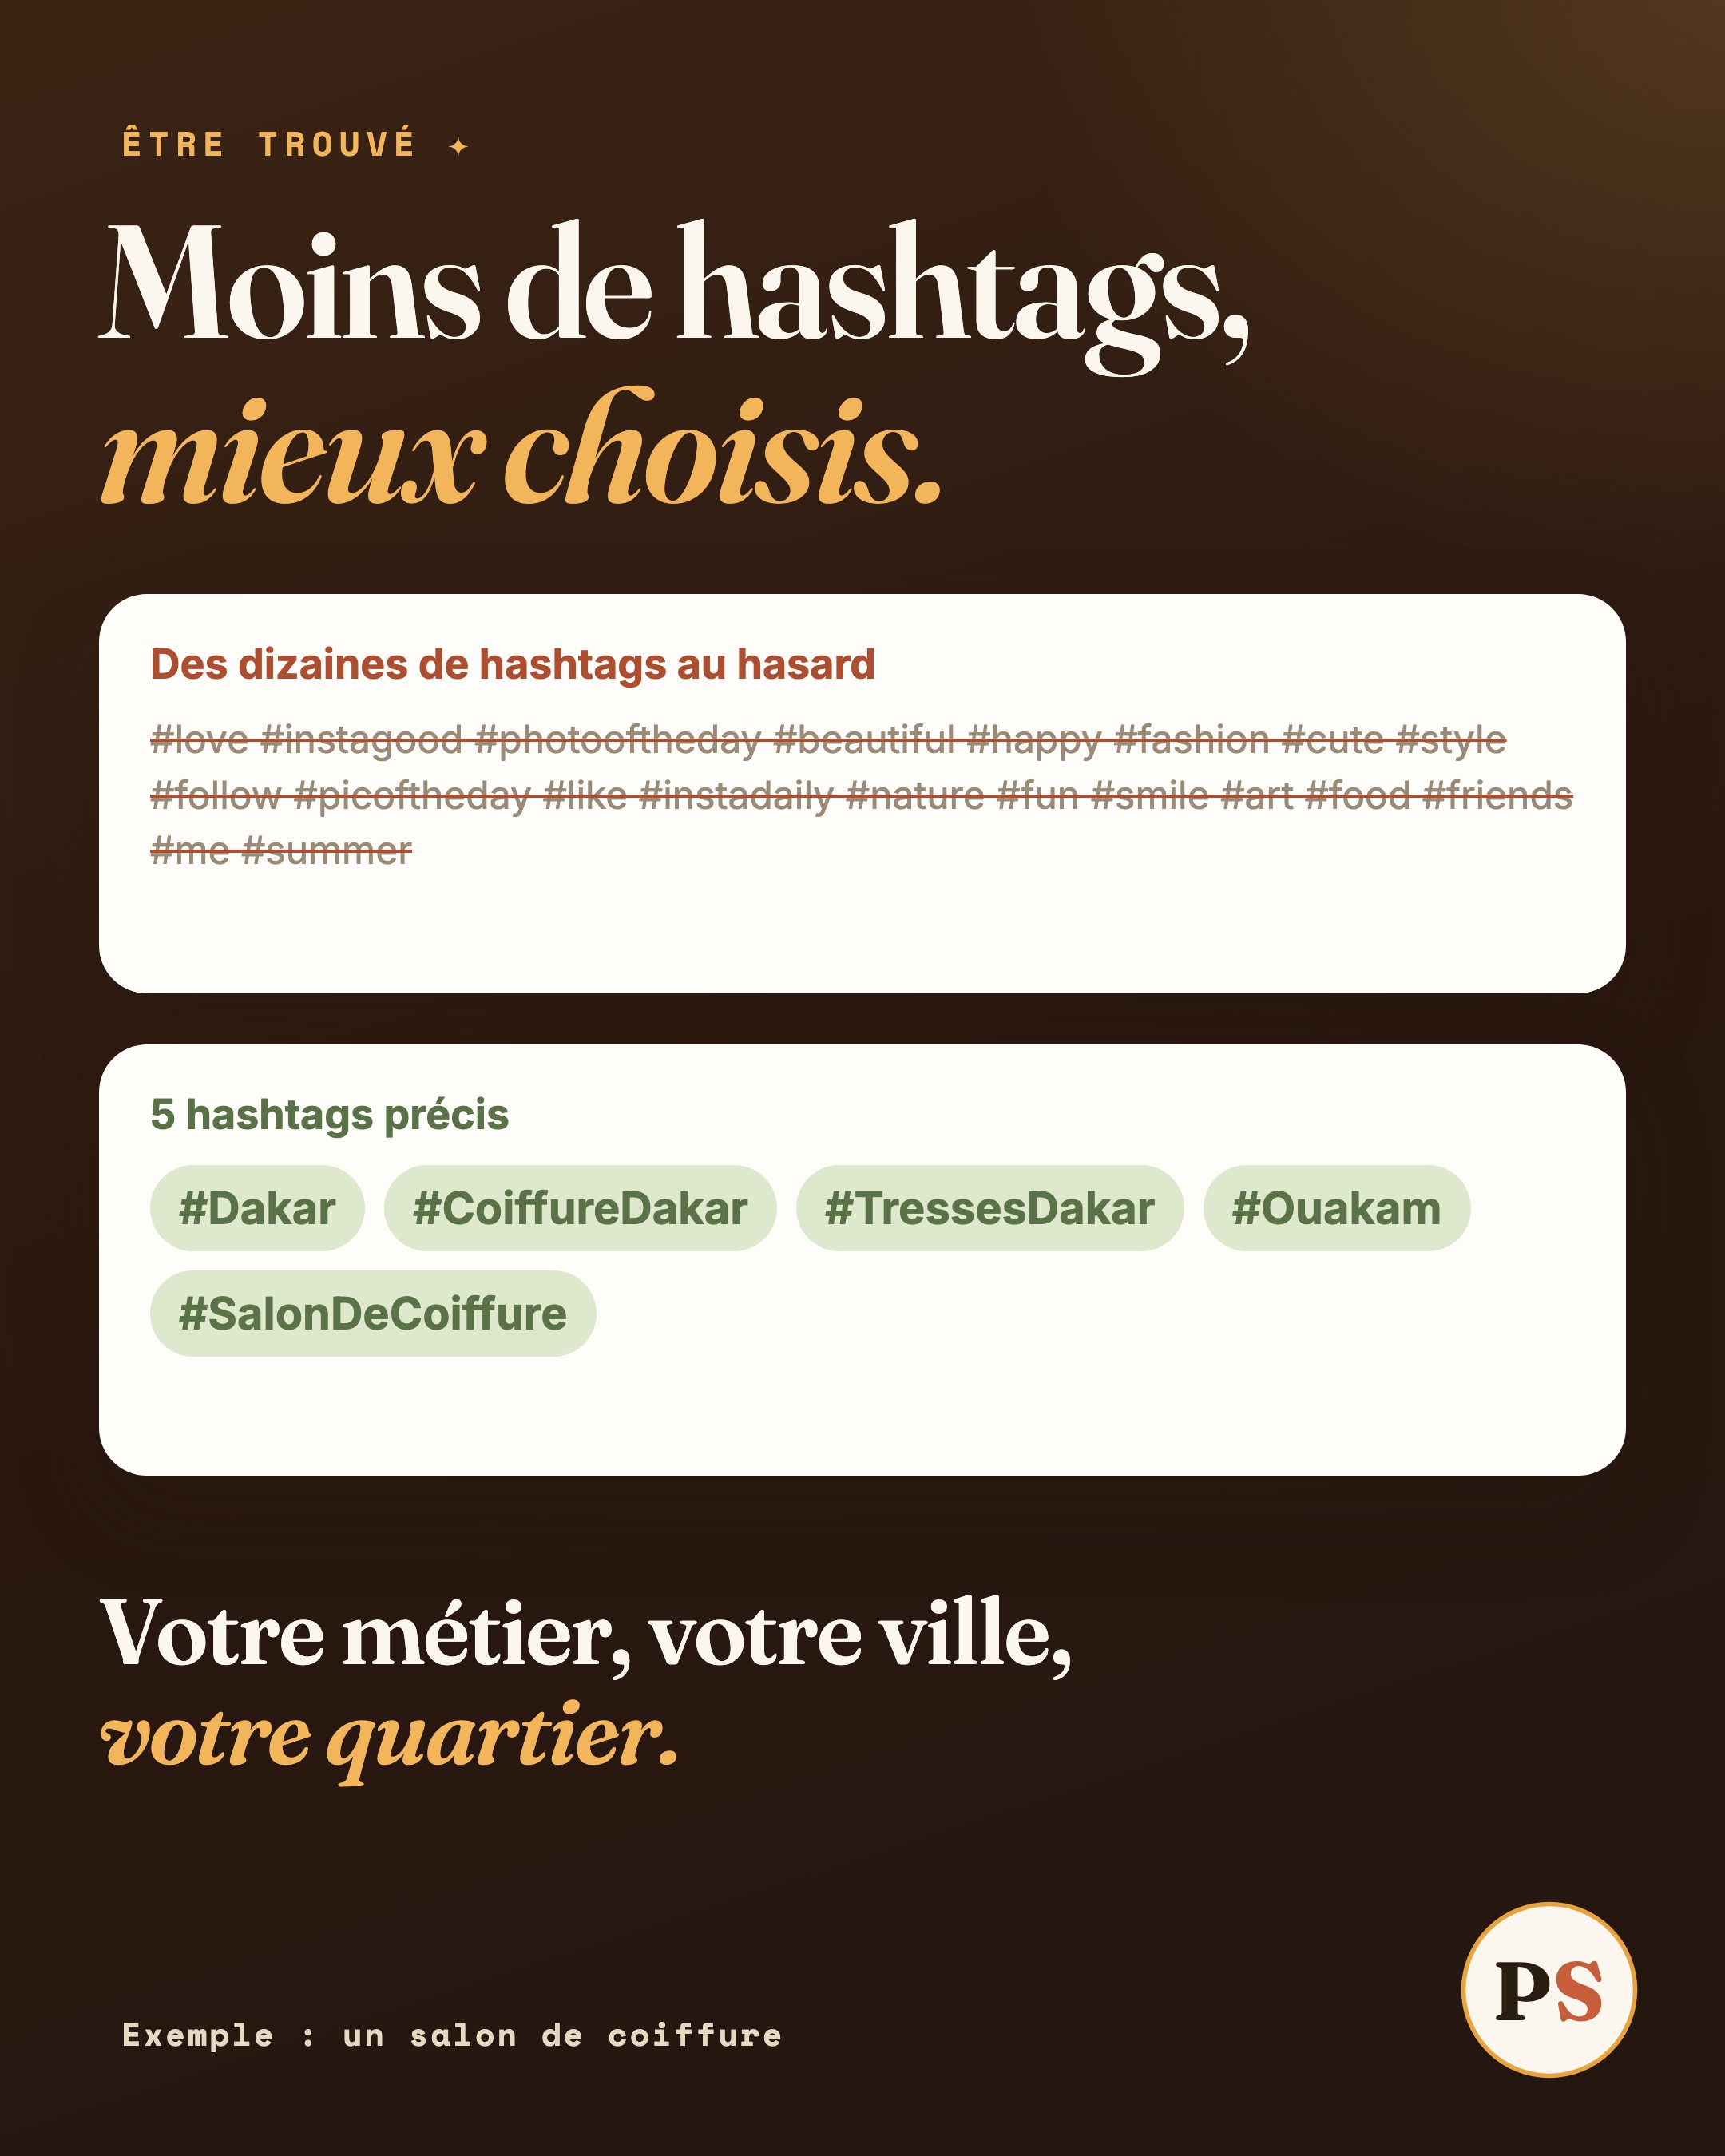 ÊTRE TROUVÉ ✦
Moins de hashtags,
mieux choisis.
Des dizaines de hashtags au hasard
#love #instagood #photooftheday #beautiful #happy #fashion #cute #style
#follow #picoftheday #like #instadaily #nature #fun #smile #art #food #friends
#me #summer
5 hashtags précis
#Dakar #CoiffureDakar #TressesDakar #Ouakam
#SalonDeCoiffure
Votre métier, votre ville,
votre quartier.
Exemple : un salon de coiffure
PS